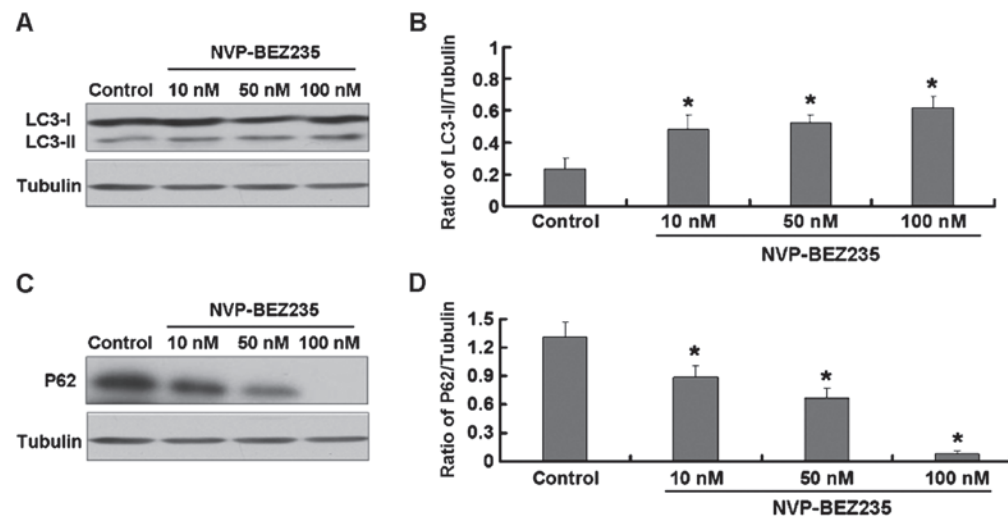 A
NVP-BEZ235
Control 10 nM 50 nM 100 nM
LC3-I
LC3-II
Tubulin
B
Ratio of LC3-II/Tubulin
1
0.8
0.6
0.4
0.2
0
* * *
Control 10 nM 50 nM 100 nM
NVP-BEZ235
C
NVP-BEZ235
Control 10 nM 50 nM 100 nM
P62
Tubulin
D
Ratio of P62/Tubulin
1.5
1.2
0.9
0.6
0.3
0
* * *
Control 10 nM 50 nM 100 nM
NVP-BEZ235